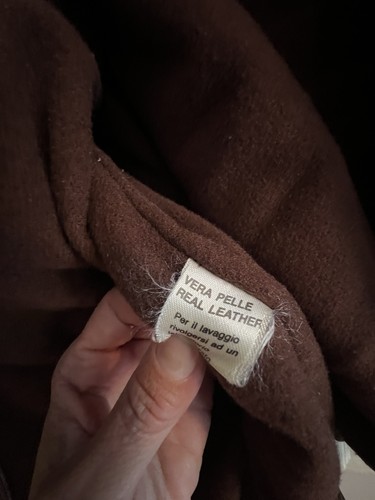 VERA PELLE
REAL LEATHER
Per il lavaggio
rivolgersi ad un